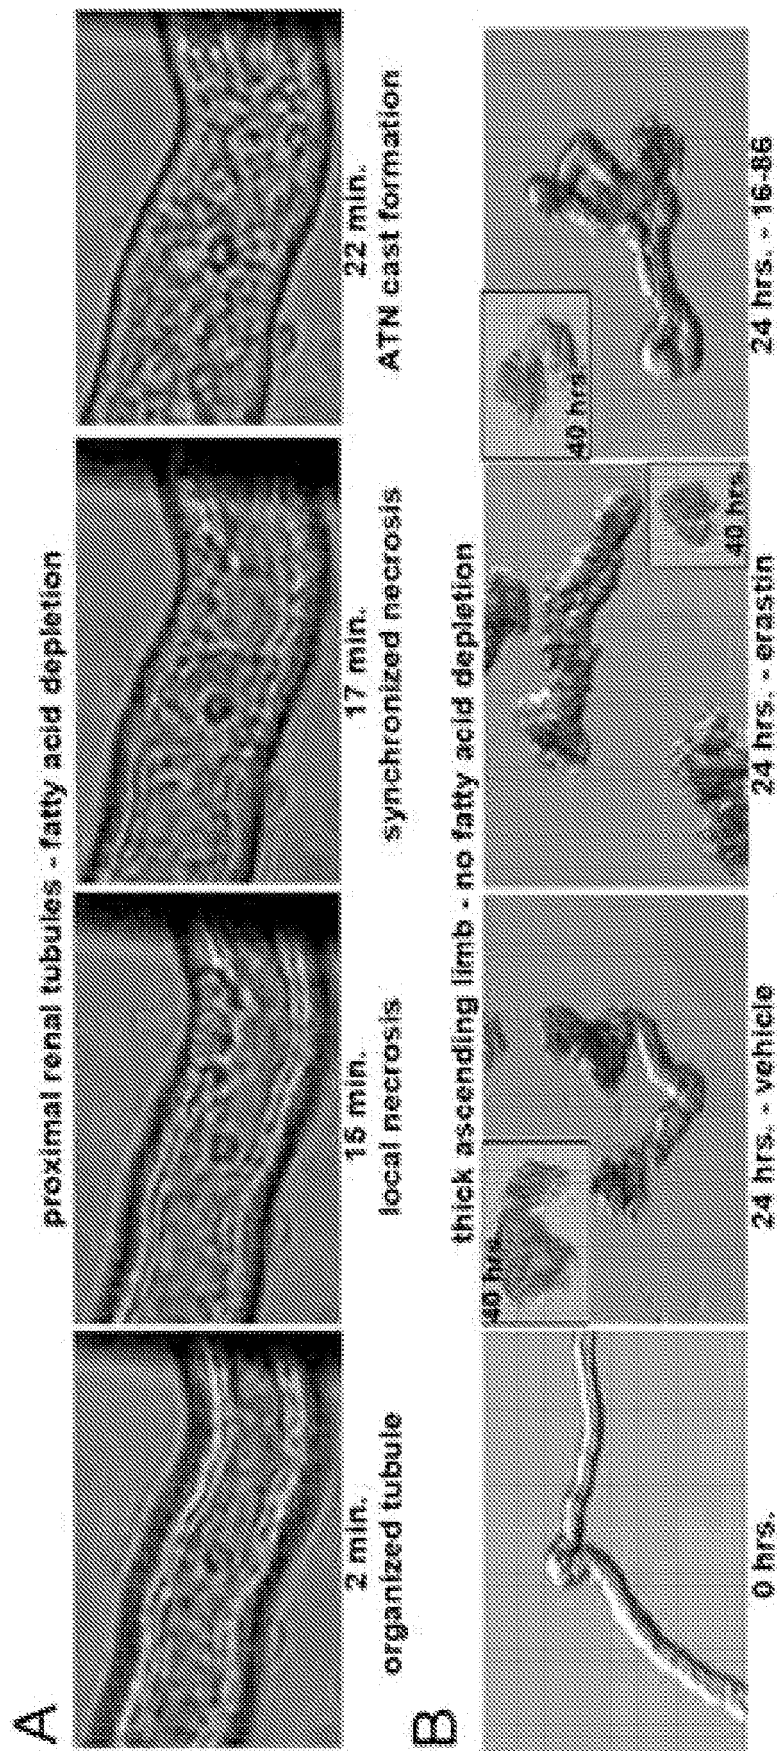 A
proximal renal tubules - fatty acid depletion
2 min.
organized tubule
16 min.
local necrosis
17 min.
synchronized necrosis
22 min.
ATN cast formation
B
thick ascending limb - no fatty acid depletion
0 hrs.
40 hrs.
24 hrs. - vehicle
40 hrs.
24 hrs. - erastin
40 hrs.
24 hrs. - 16-86